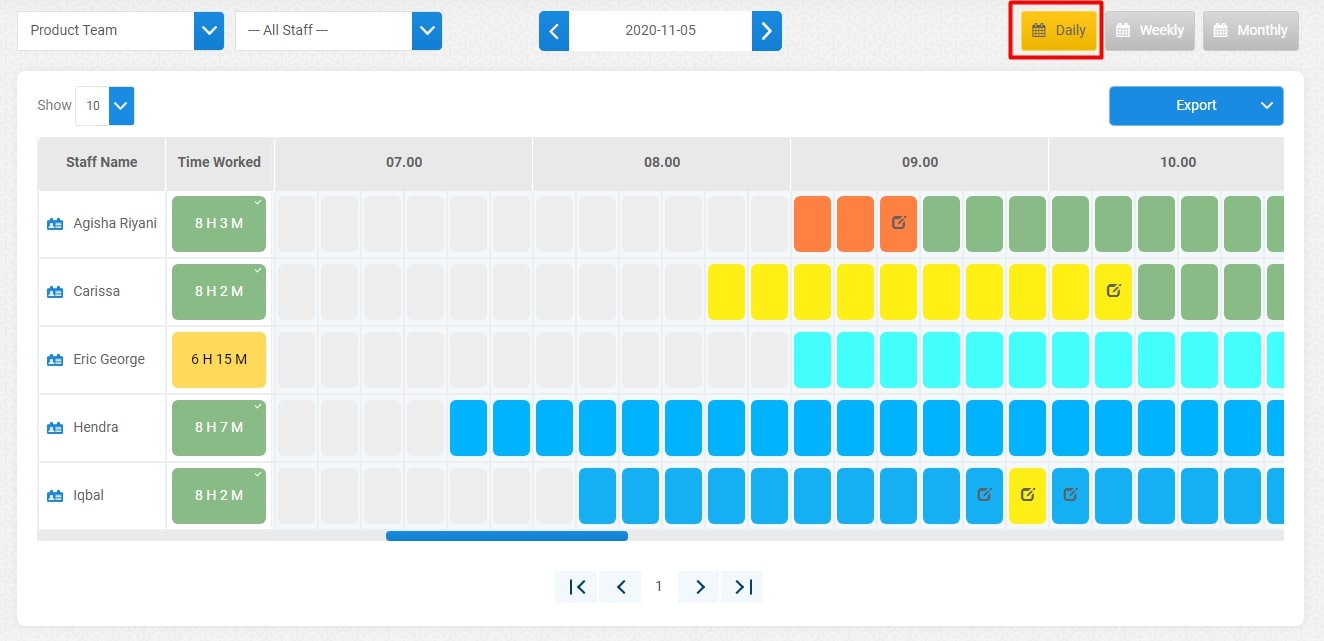 Product Team --- All Staff --- 2020-11-05 Daily Weekly Monthly
Show 10 Export
Staff Name Time Worked 07.00 08.00 09.00 10.00
Agisha Riyani 8 H 3 M
Carissa 8 H 2 M
Eric George 6 H 15 M
Hendra 8 H 7 M
Iqbal 8 H 2 M
1